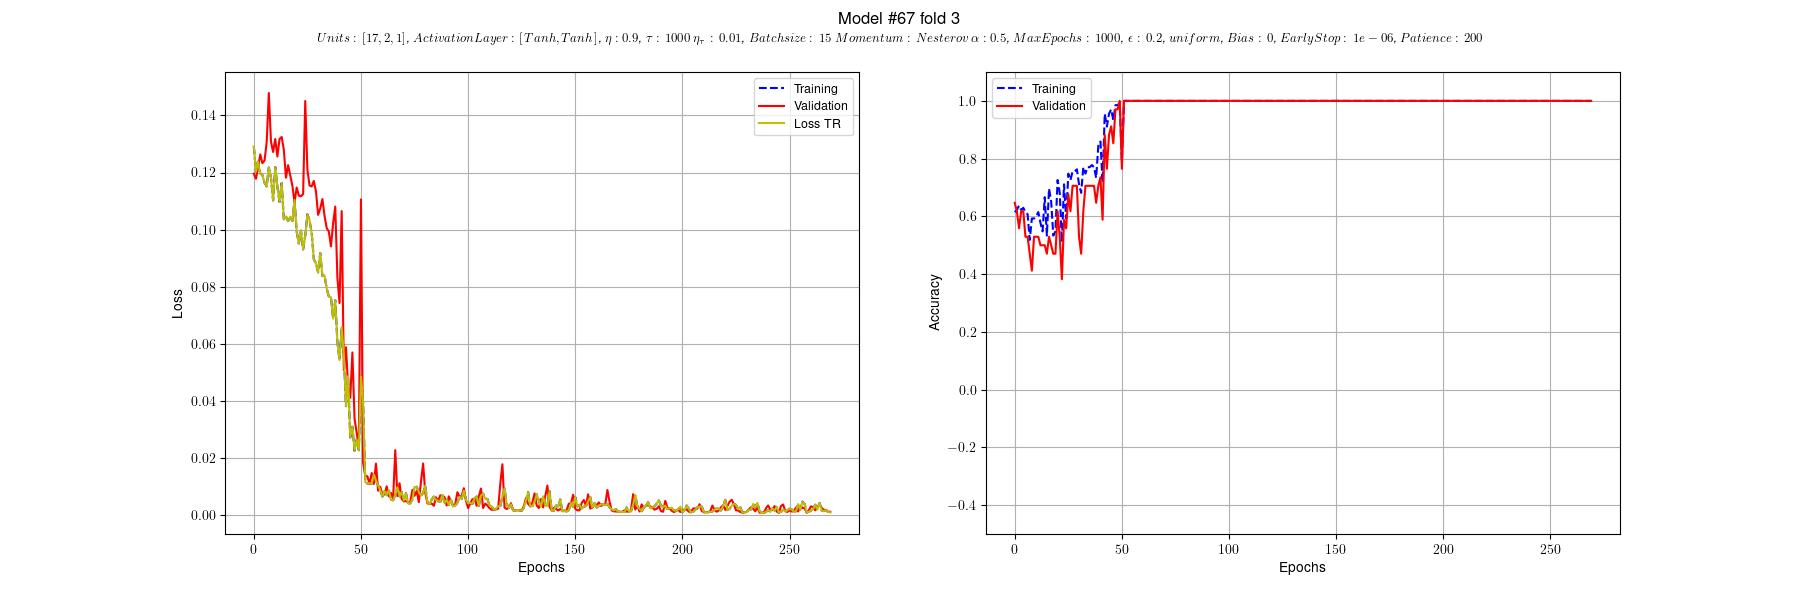 Model #67 fold 3
Units : [17, 2, 1], ActivationLayer : [Tanh, Tanh], η : 0.9, τ : 1000 η_τ : 0.01, Batchsize : 15 Momentum : Nesterov α : 0.5, MaxEpochs : 1000, ϵ : 0.2, uniform, Bias : 0, EarlyStop : 1e − 06, Patience : 200
Training
Validation
Loss TR
0.14
0.12
0.10
0.08
0.06
0.04
0.02
0.00
Loss
0 50 100 150 200 250
Epochs
Training
Validation
1.0
0.8
0.6
0.4
0.2
0.0
−0.2
−0.4
Accuracy
0 50 100 150 200 250
Epochs